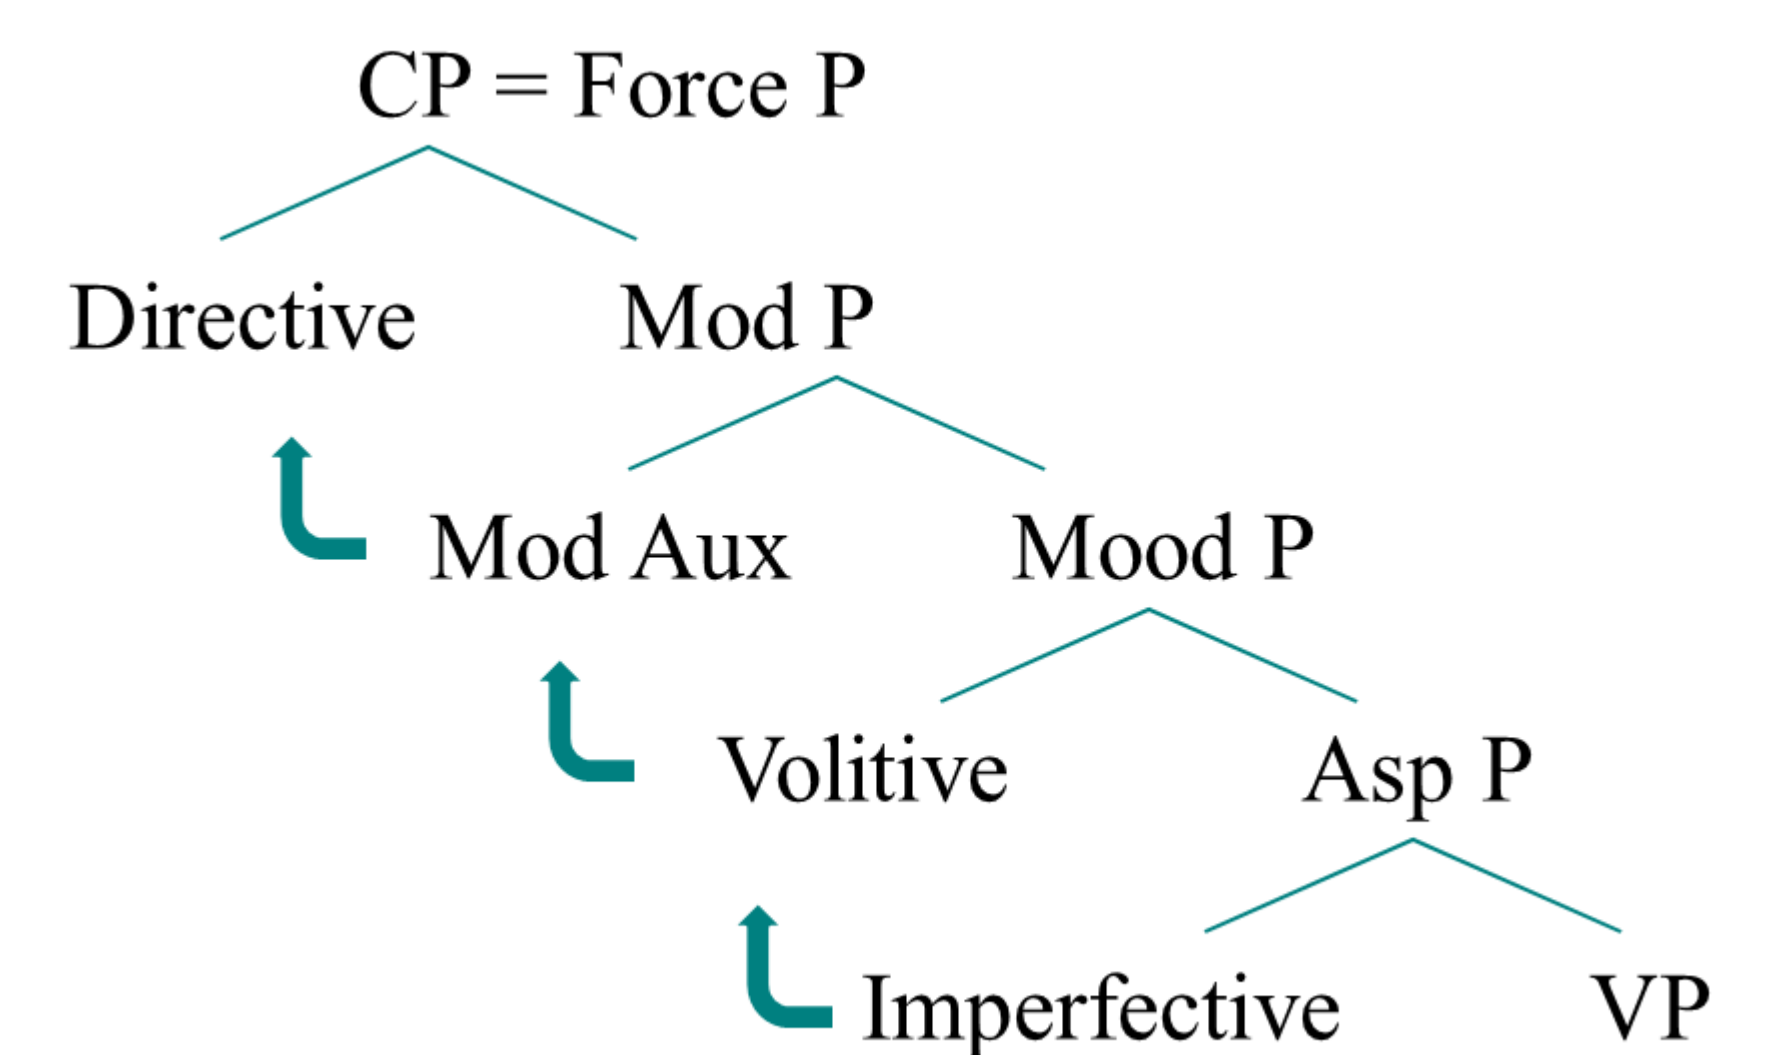 CP = Force P
Directive Mod P
Mod Aux Mood P
Volitive Asp P
Imperfective VP